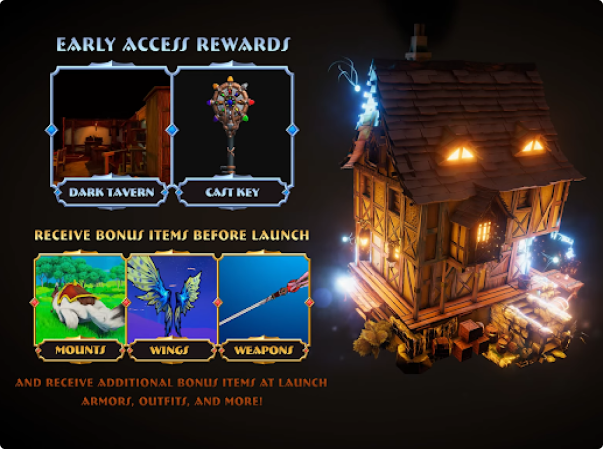 EARLY ACCESS REWARDS
DARK TAVERN
CAST KEY
RECEIVE BONUS ITEMS BEFORE LAUNCH
MOUNTS
WINGS
WEAPONS
AND RECEIVE ADDITIONAL BONUS ITEMS AT LAUNCH
ARMORS, OUTFITS, AND MORE!